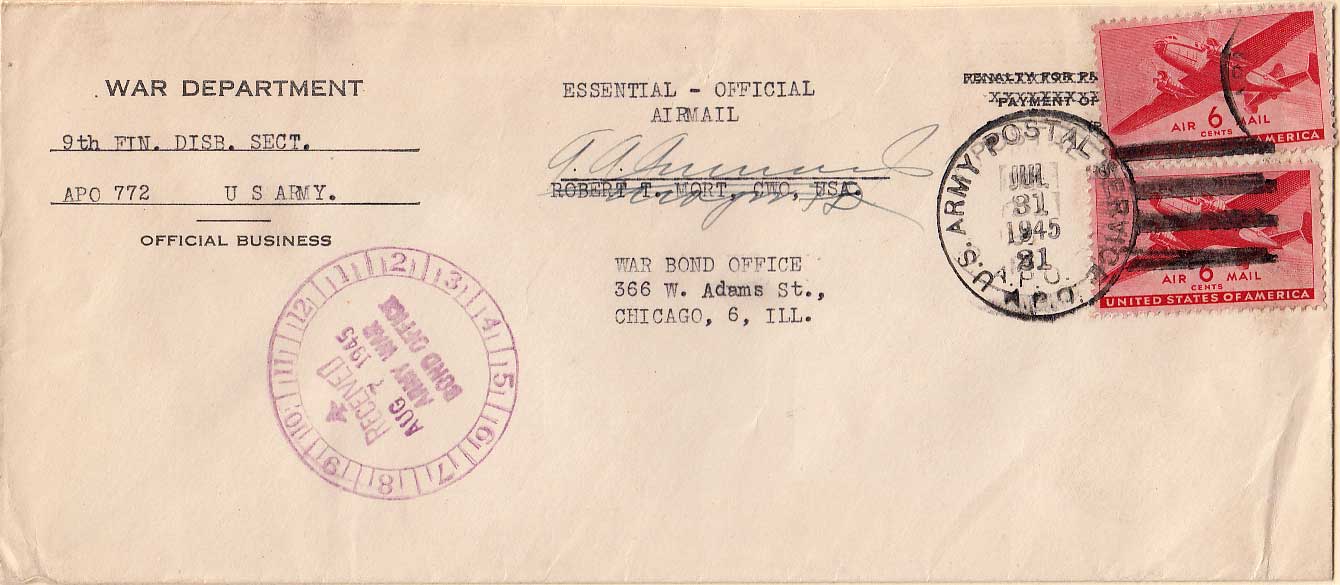 WAR DEPARTMENT
9th FIN. DISB. SECT.
APO 772 U S ARMY.
OFFICIAL BUSINESS
ESSENTIAL - OFFICIAL
AIRMAIL
ROBERT T. MORT, CWO, USA.
WAR BOND OFFICE
366 W. Adams St.,
CHICAGO, 6, ILL.
PENALTY FOR
PAYMENT OF
U.S. ARMY POSTAL SERVICE
A.P.O.
JUL
31
1945
AIR 6 MAIL
CENTS
AMERICA
AIR 6 MAIL
CENTS
UNITED STATES OF AMERICA
1 2 3 4 5 6 7 8 9 10 11 12
RECEIVED
AUG 7 1945
ARMY WAR
BOND OFFICE